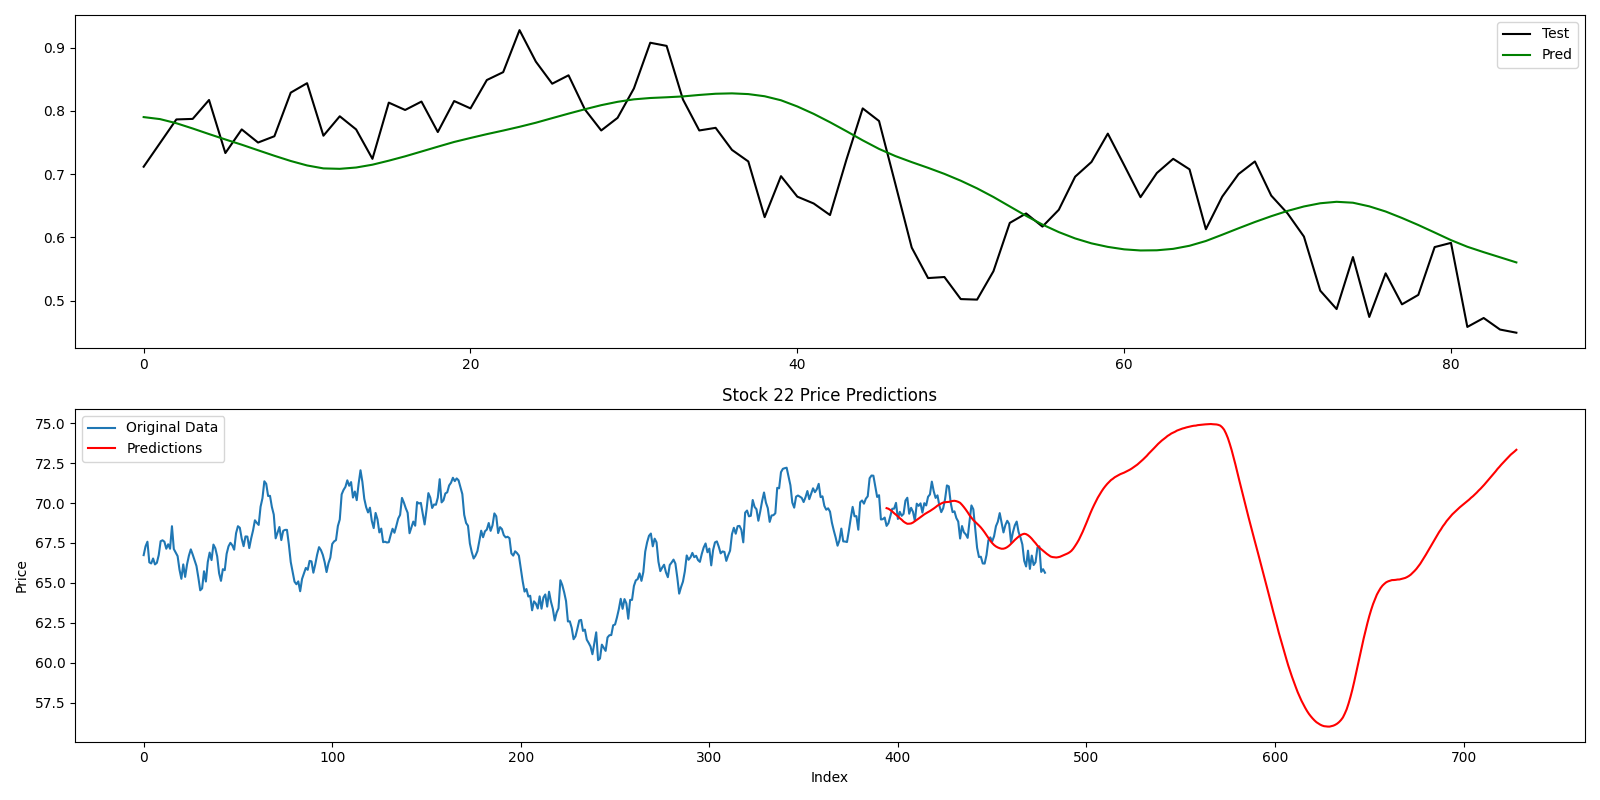 0.9
0.8
0.7
0.6
0.5
Test
Pred
0 20 40 60 80
Stock 22 Price Predictions
Price
75.0
72.5
70.0
67.5
65.0
62.5
60.0
57.5
Original Data
Predictions
0 100 200 300 400 500 600 700
Index